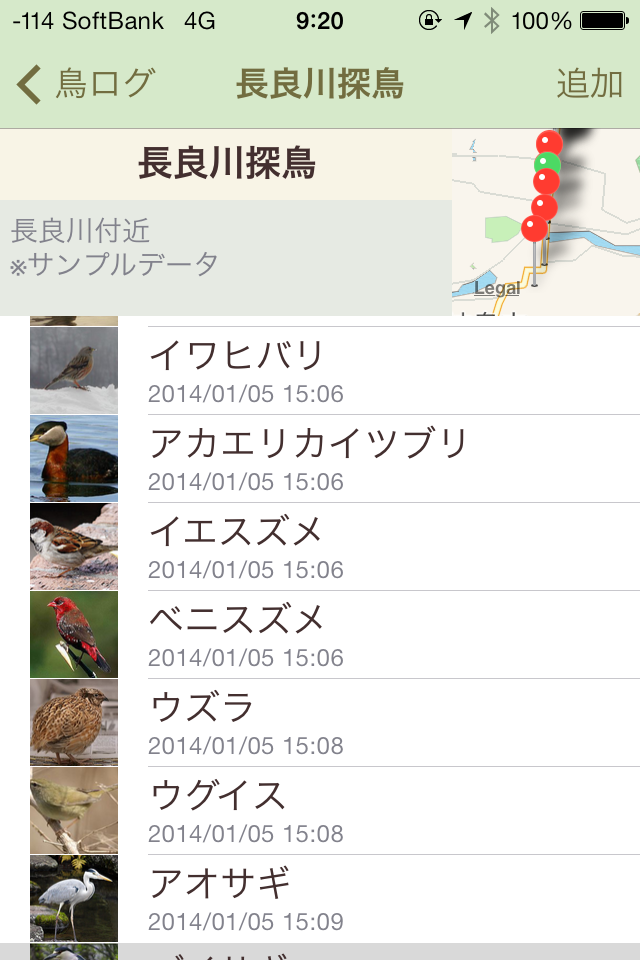 -114 SoftBank 4G 9:20 100%
鳥ログ 長良川探鳥 追加
長良川探鳥
長良川付近
※サンプルデータ
Legal
イワヒバリ
2014/01/05 15:06
アカエリカイツブリ
2014/01/05 15:06
イエスズメ
2014/01/05 15:06
ベニスズメ
2014/01/05 15:06
ウズラ
2014/01/05 15:08
ウグイス
2014/01/05 15:08
アオサギ
2014/01/05 15:09